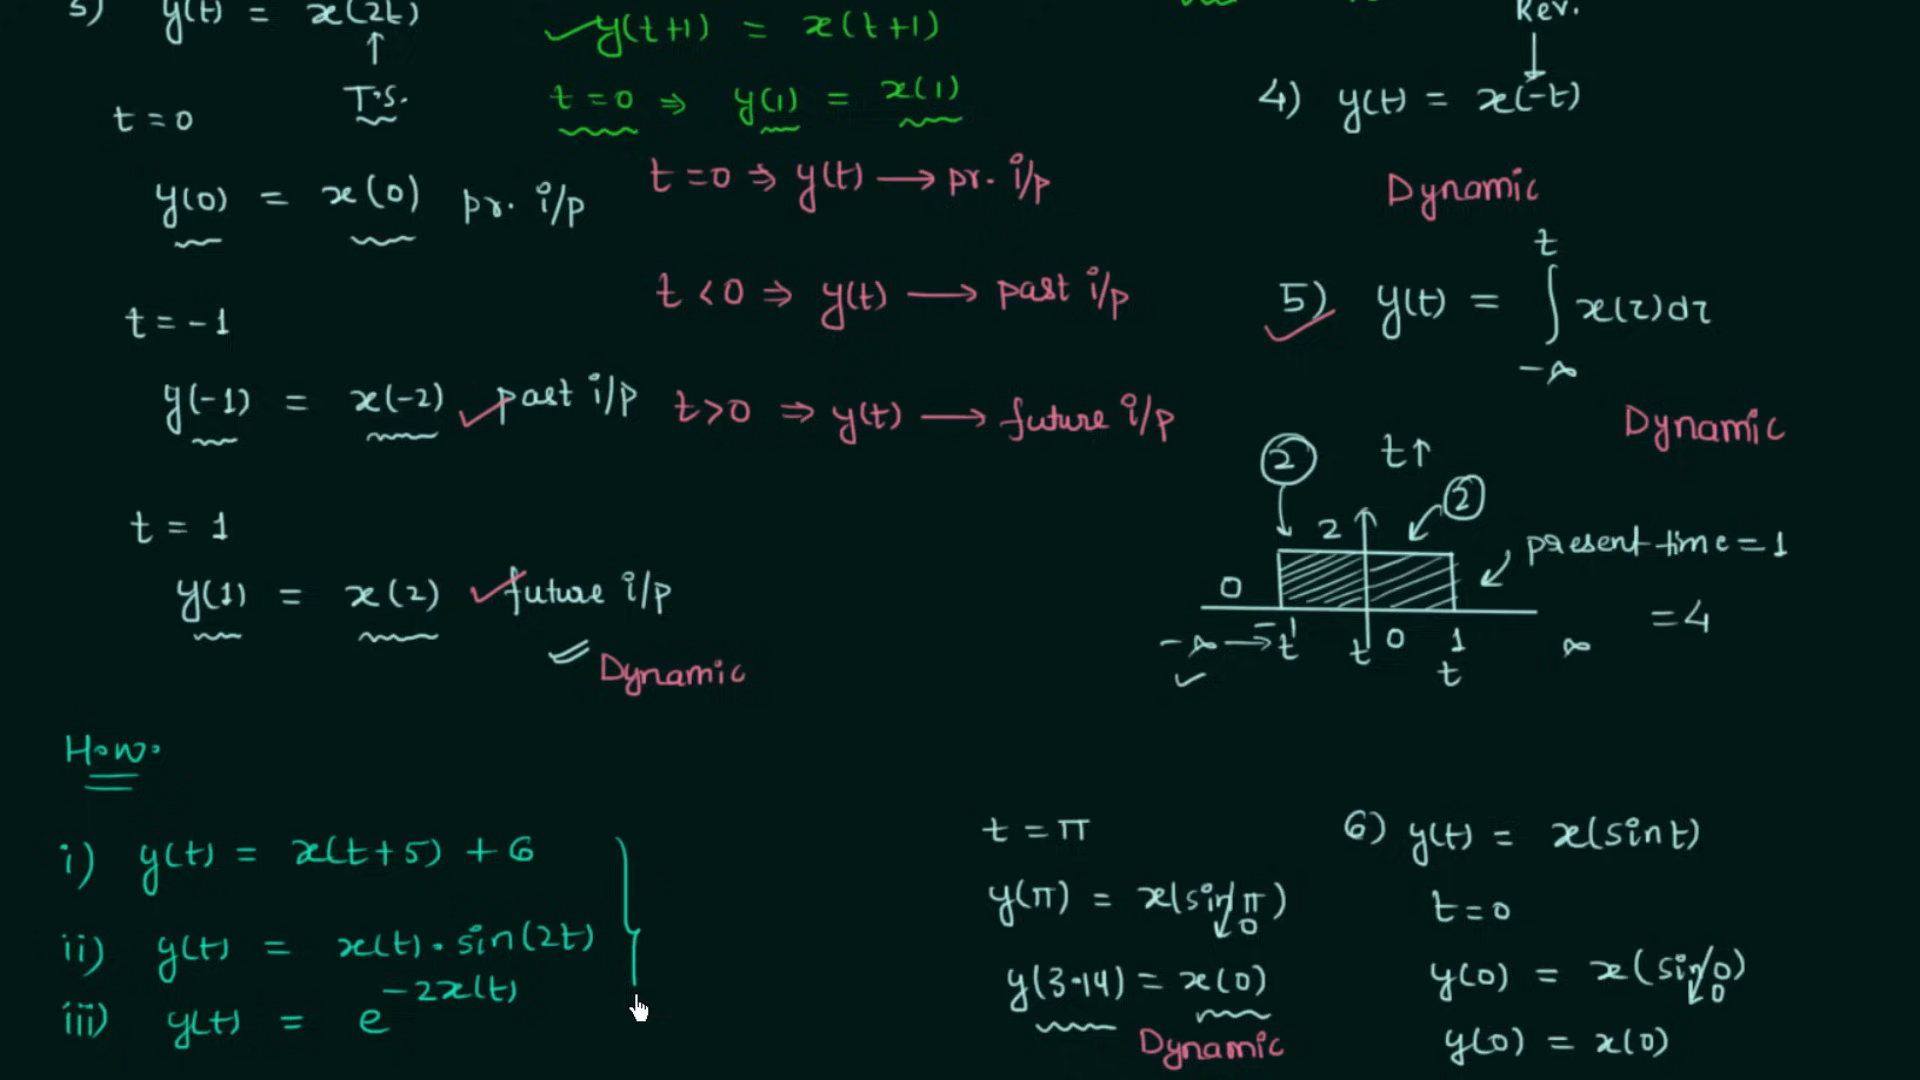 y(t) = x(2t)
↑
T.S.
t = 0
y(0) = x(0) pr. i/p
t = -1
y(-1) = x(-2) ✓ past i/p
t = 1
y(1) = x(2) ✓ future i/p
Dynamic
✓ y(t+1) = x(t+1)
t = 0 ⇒ y(1) = x(1)
t = 0 ⇒ y(t) → pr. i/p
t < 0 ⇒ y(t) → past i/p
t > 0 ⇒ y(t) → future i/p
Rev.
4) y(t) = x(-t)
Dynamic
5) y(t) = ∫_{-∞}^{t} x(τ)dτ
Dynamic
2 t↑
2 2
present time = 1
0 = 4
-∞ → -1 0 1 ∞
t t t
H.W.
i) y(t) = x(t+5) + 6
ii) y(t) = x(t) . sin(2t)
iii) y(t) = e^{-2x(t)}
t = π
y(π) = x(sin π) 0
y(3.14) = x(0)
Dynamic
6) y(t) = x(sint)
t = 0
y(0) = x(sin 0) 0
y(0) = x(0)